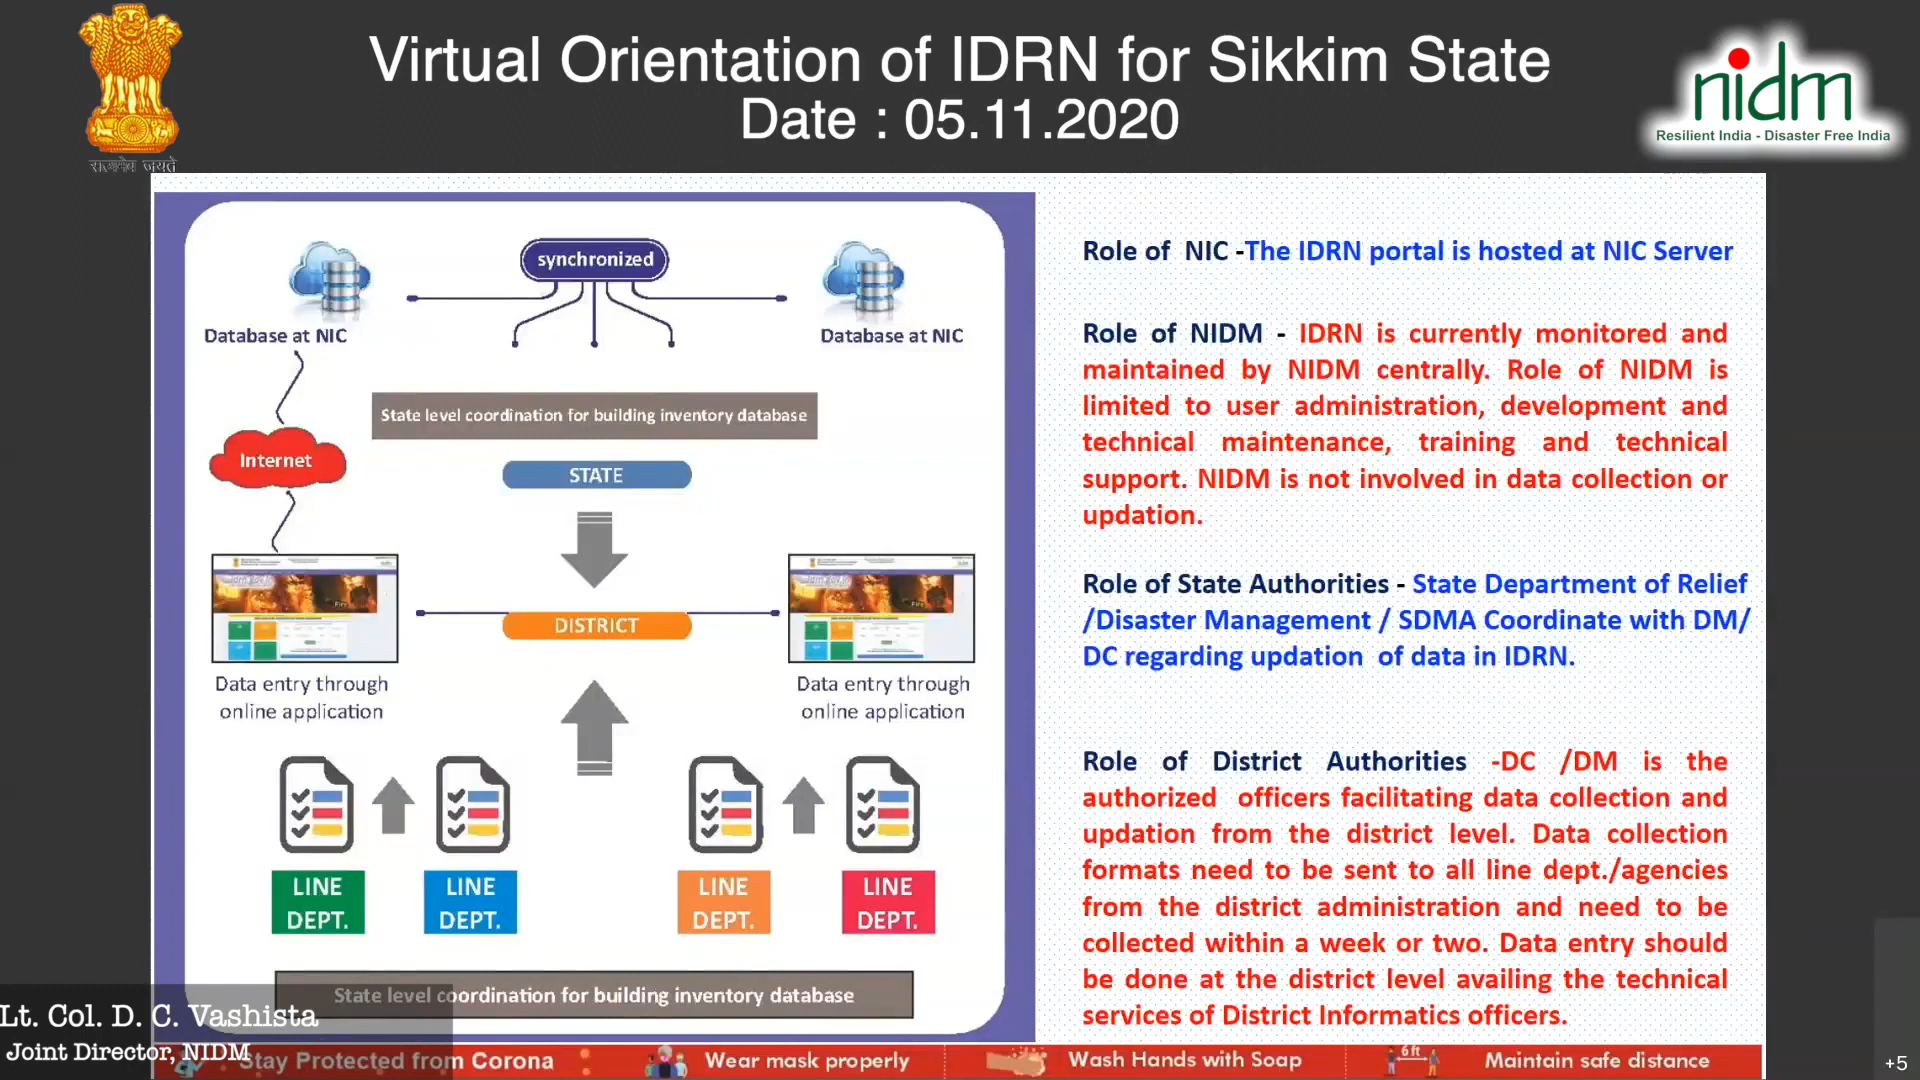 Virtual Orientation of IDRN for Sikkim State
Date : 05.11.2020
सत्यमेव जयते
nidm
Resilient India - Disaster Free India
synchronized
Database at NIC
Database at NIC
State level coordination for building inventory database
Internet
STATE
DISTRICT
Fire
Fire
Data entry through
online application
Data entry through
online application
LINE
DEPT.
LINE
DEPT.
LINE
DEPT.
LINE
DEPT.
State level coordination for building inventory database
Role of NIC -The IDRN portal is hosted at NIC Server
Role of NIDM - IDRN is currently monitored and
maintained by NIDM centrally. Role of NIDM is
limited to user administration, development and
technical maintenance, training and technical
support. NIDM is not involved in data collection or
updation.
Role of State Authorities - State Department of Relief
/Disaster Management / SDMA Coordinate with DM/
DC regarding updation of data in IDRN.
Role of District Authorities -DC /DM is the
authorized officers facilitating data collection and
updation from the district level. Data collection
formats need to be sent to all line dept./agencies
from the district administration and need to be
collected within a week or two. Data entry should
be done at the district level availing the technical
services of District Informatics officers.
Lt. Col. D. C. Vashista
Joint Director, NIDM
Stay Protected from Corona
Wear mask properly
Wash Hands with Soap
6 ft
Maintain safe distance
+5